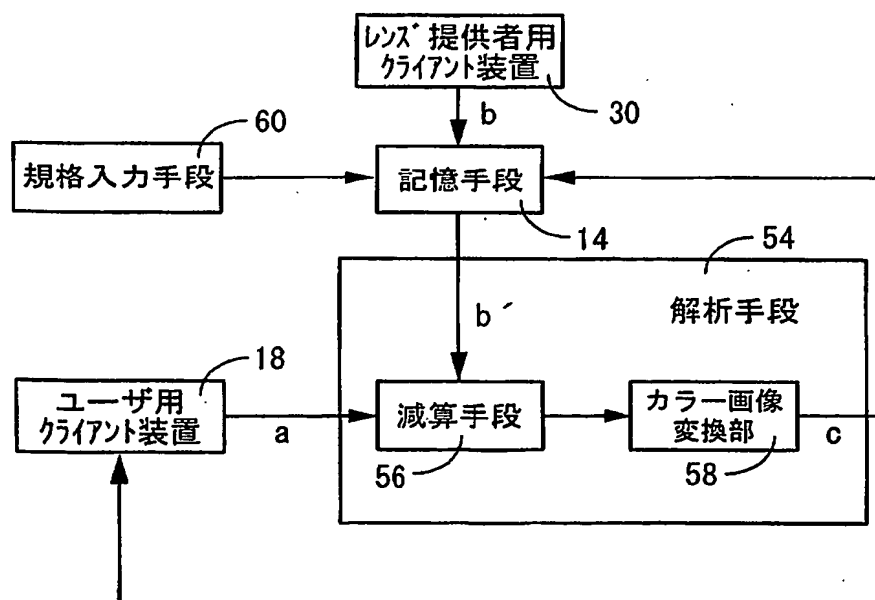 レンズ提供者用
クライアント装置
30
b
60
規格入力手段
記憶手段
14
54
解析手段
b´
18
ユーザ用
クライアント装置
a
減算手段
56
カラー画像
変換部
58
c